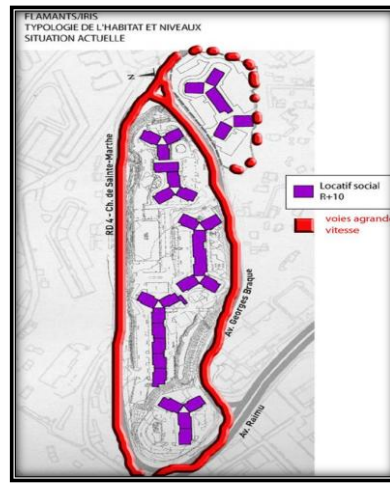 FLAMANTS/IRIS
TYPOLOGIE DE L'HABITAT ET NIVEAUX
SITUATION ACTUELLE
N
RD 4 - Ch. de Sainte-Marthe
Locatif social
R+10
voies agrande
vitesse
Av. Georges Braque
Av. Raimu